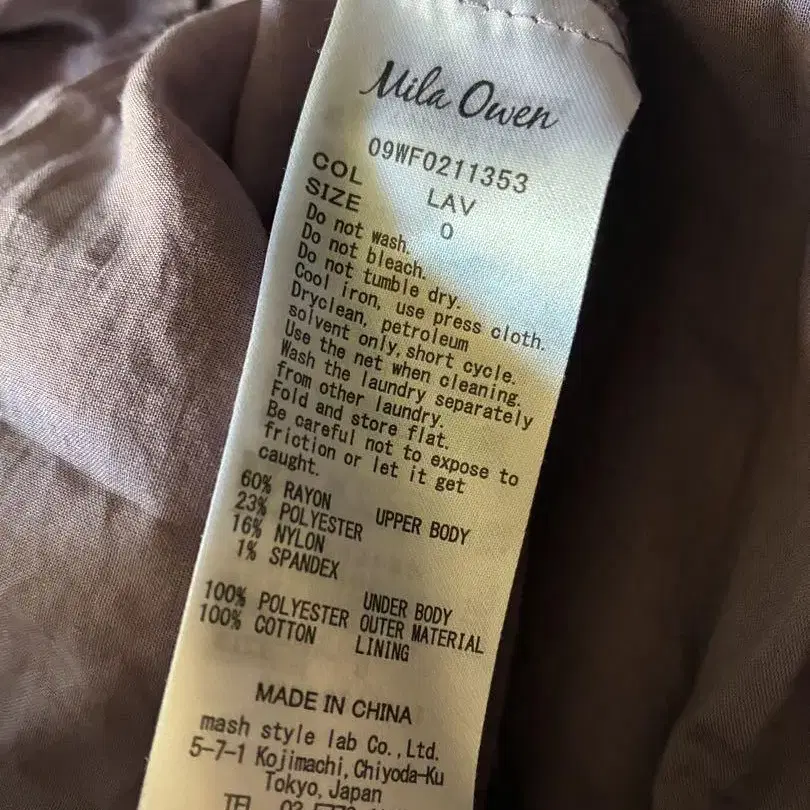 Mila Owen
09WF0211353
COL LAV
SIZE 0
Do not wash.
Do not bleach.
Do not tumble dry.
Cool iron, use press cloth.
Dryclean, petroleum
solvent only, short cycle.
Use the net when cleaning.
Wash the laundry separately
from other laundry.
Fold and store flat.
Be careful not to expose to
friction or let it get
caught.
60% RAYON UPPER BODY
23% POLYESTER
16% NYLON
1% SPANDEX
UNDER BODY
100% POLYESTER OUTER MATERIAL
100% COTTON LINING
MADE IN CHINA
mash style lab Co.,Ltd.
5-7-1 Kojimachi,Chiyoda-Ku
Tokyo,Japan
TEL